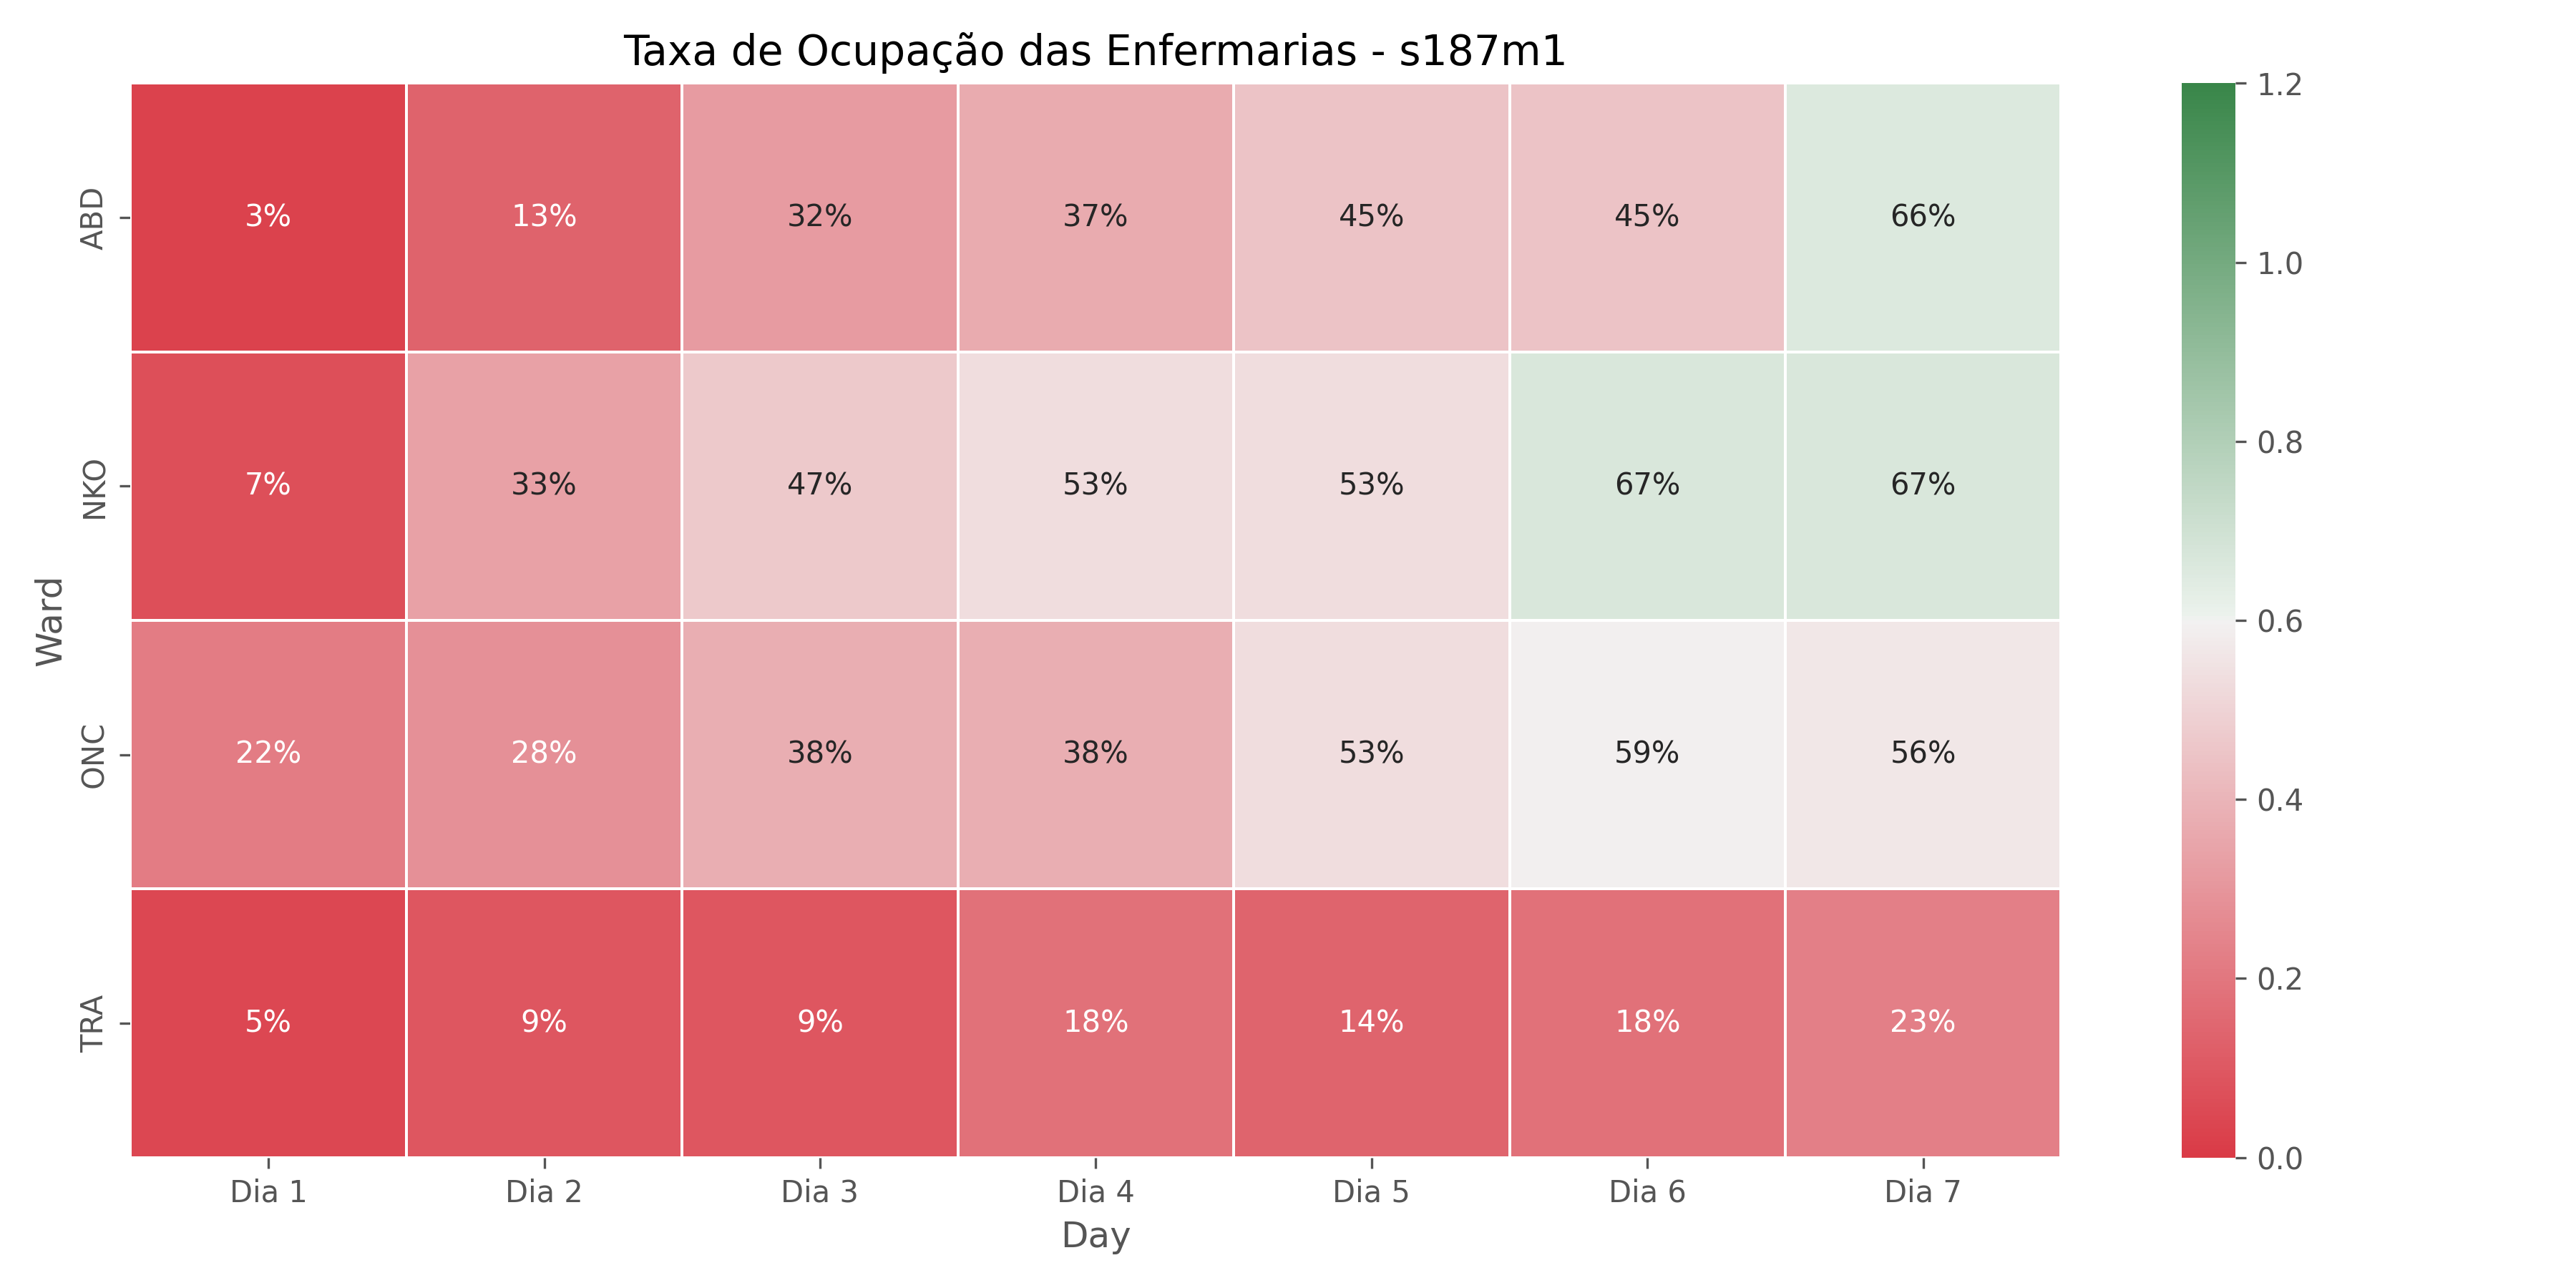 Taxa de Ocupação das Enfermarias - s187m1
Ward
ABD 3% 13% 32% 37% 45% 45% 66%
NKO 7% 33% 47% 53% 53% 67% 67%
ONC 22% 28% 38% 38% 53% 59% 56%
TRA 5% 9% 9% 18% 14% 18% 23%
Dia 1 Dia 2 Dia 3 Dia 4 Dia 5 Dia 6 Dia 7
Day
1.2
1.0
0.8
0.6
0.4
0.2
0.0